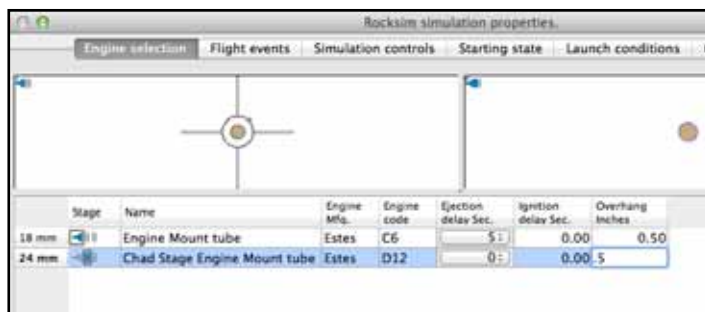 Rocksim simulation properties.
Engine selection Flight events Simulation controls Starting state Launch conditions
Stage Name Engine Mfg. Engine code Ejection delay Sec. Ignition delay Sec. Overhang Inches
18 mm Engine Mount tube Estes C6 5 0.00 0.50
24 mm Chad Stage Engine Mount tube Estes D12 0 0.00 .5